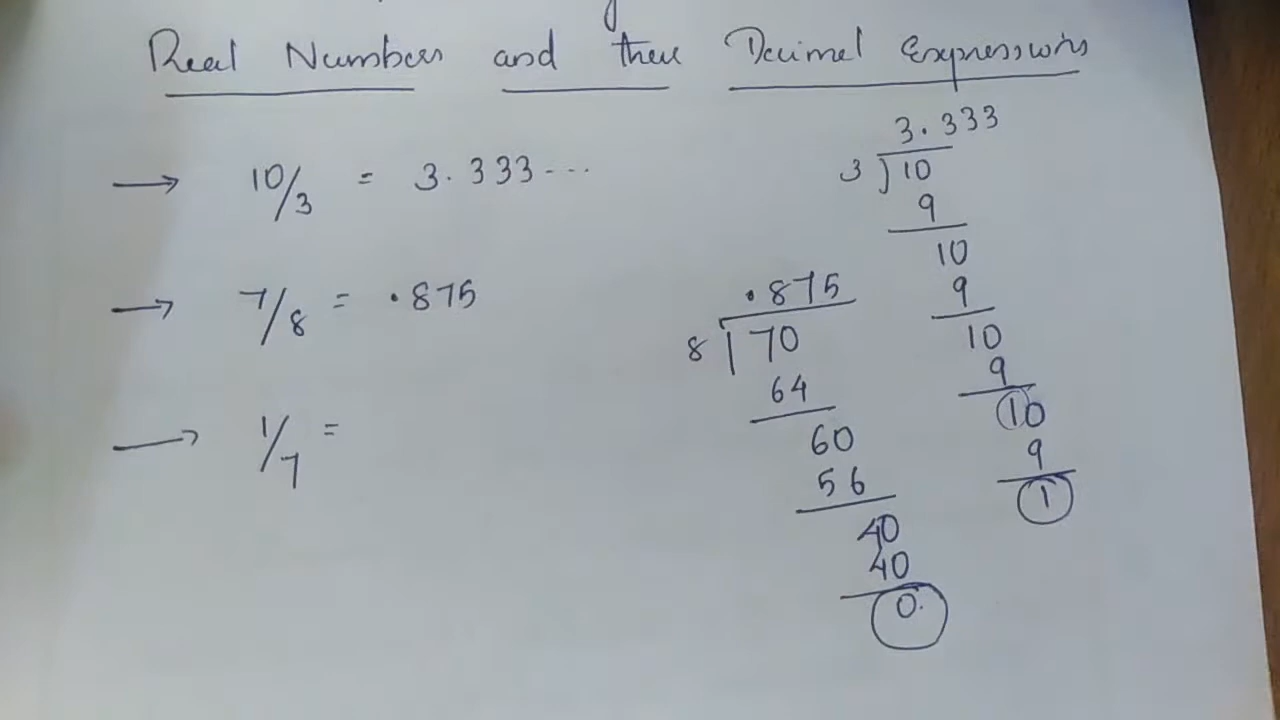 Real Numbers and their Decimel Expressions
→ 10/3 = 3.333...
→ 7/8 = .875
→ 1/7 =
3.333
3 ) 10
9
10
9
10
9
10
9
1
.875
8 | 70
64
60
56
40
40
0.